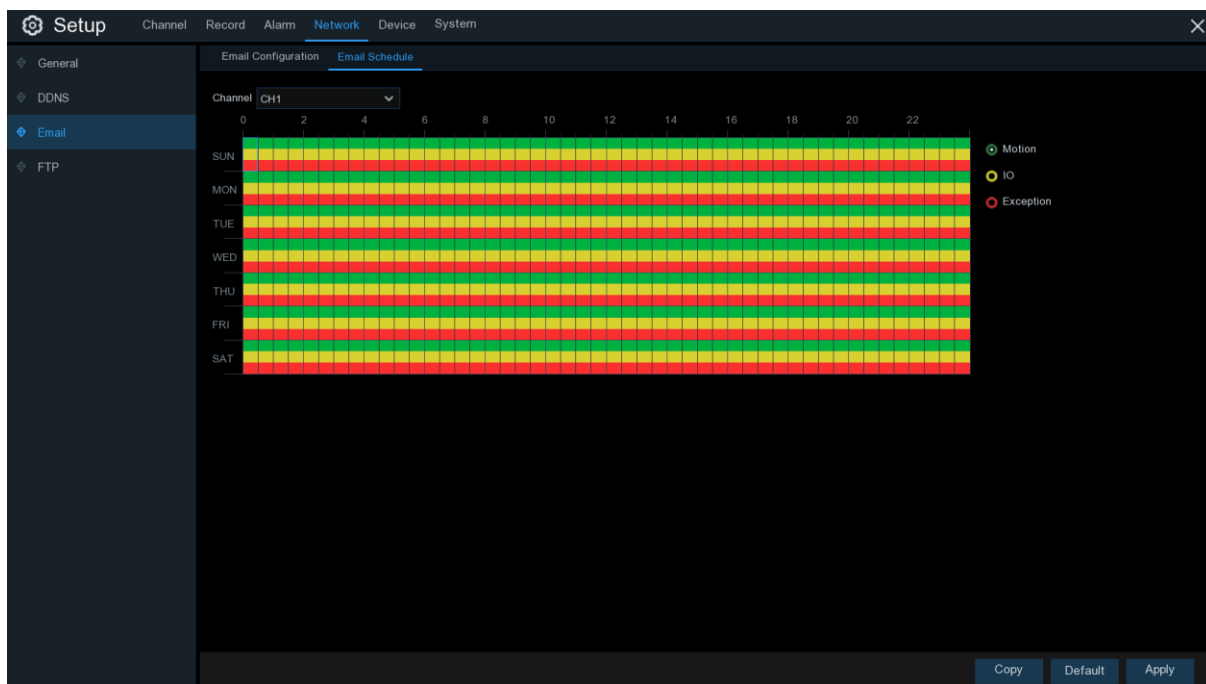 Setup Channel Record Alarm Network Device System
General
DDNS
Email
FTP
Email Configuration Email Schedule
Channel CH1
0 2 4 6 8 10 12 14 16 18 20 22
SUN
MON
TUE
WED
THU
FRI
SAT
Motion
IO
Exception
Copy Default Apply